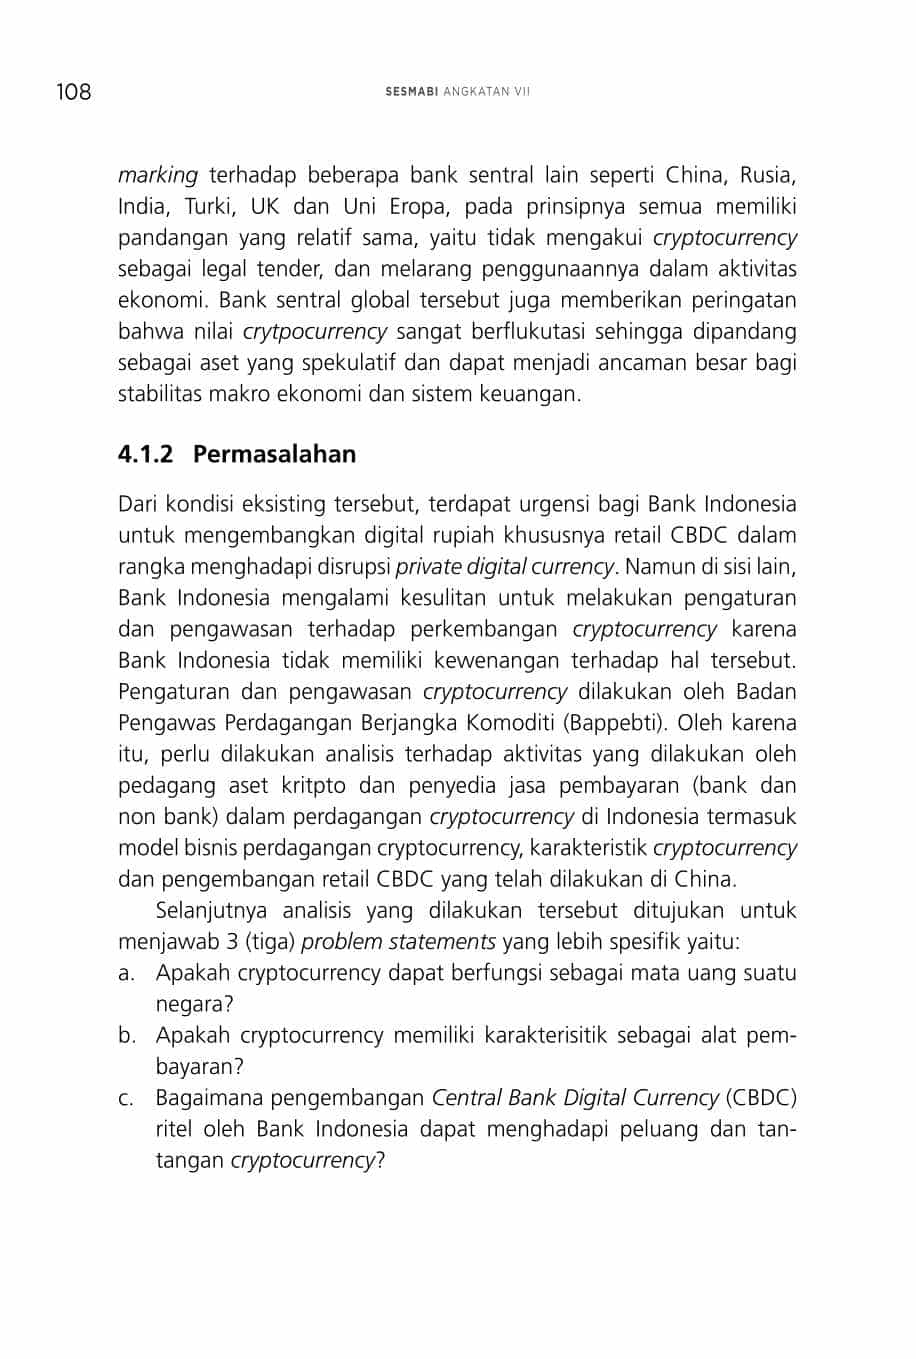 108
SESMABI ANGKATAN VII
marking terhadap beberapa bank sentral lain seperti China, Rusia,
India, Turki, UK dan Uni Eropa, pada prinsipnya semua memiliki
pandangan yang relatif sama, yaitu tidak mengakui cryptocurrency
sebagai legal tender, dan melarang penggunaannya dalam aktivitas
ekonomi. Bank sentral global tersebut juga memberikan peringatan
bahwa nilai crytpocurrency sangat berflukutasi sehingga dipandang
sebagai aset yang spekulatif dan dapat menjadi ancaman besar bagi
stabilitas makro ekonomi dan sistem keuangan.
4.1.2 Permasalahan
Dari kondisi eksisting tersebut, terdapat urgensi bagi Bank Indonesia
untuk mengembangkan digital rupiah khususnya retail CBDC dalam
rangka menghadapi disrupsi private digital currency. Namun di sisi lain,
Bank Indonesia mengalami kesulitan untuk melakukan pengaturan
dan pengawasan terhadap perkembangan cryptocurrency karena
Bank Indonesia tidak memiliki kewenangan terhadap hal tersebut.
Pengaturan dan pengawasan cryptocurrency dilakukan oleh Badan
Pengawas Perdagangan Berjangka Komoditi (Bappebti). Oleh karena
itu, perlu dilakukan analisis terhadap aktivitas yang dilakukan oleh
pedagang aset kritpto dan penyedia jasa pembayaran (bank dan
non bank) dalam perdagangan cryptocurrency di Indonesia termasuk
model bisnis perdagangan cryptocurrency, karakteristik cryptocurrency
dan pengembangan retail CBDC yang telah dilakukan di China.
Selanjutnya analisis yang dilakukan tersebut ditujukan untuk
menjawab 3 (tiga) problem statements yang lebih spesifik yaitu:
a. Apakah cryptocurrency dapat berfungsi sebagai mata uang suatu
negara?
b. Apakah cryptocurrency memiliki karakterisitik sebagai alat pem-
bayaran?
c. Bagaimana pengembangan Central Bank Digital Currency (CBDC)
ritel oleh Bank Indonesia dapat menghadapi peluang dan tan-
tangan cryptocurrency?